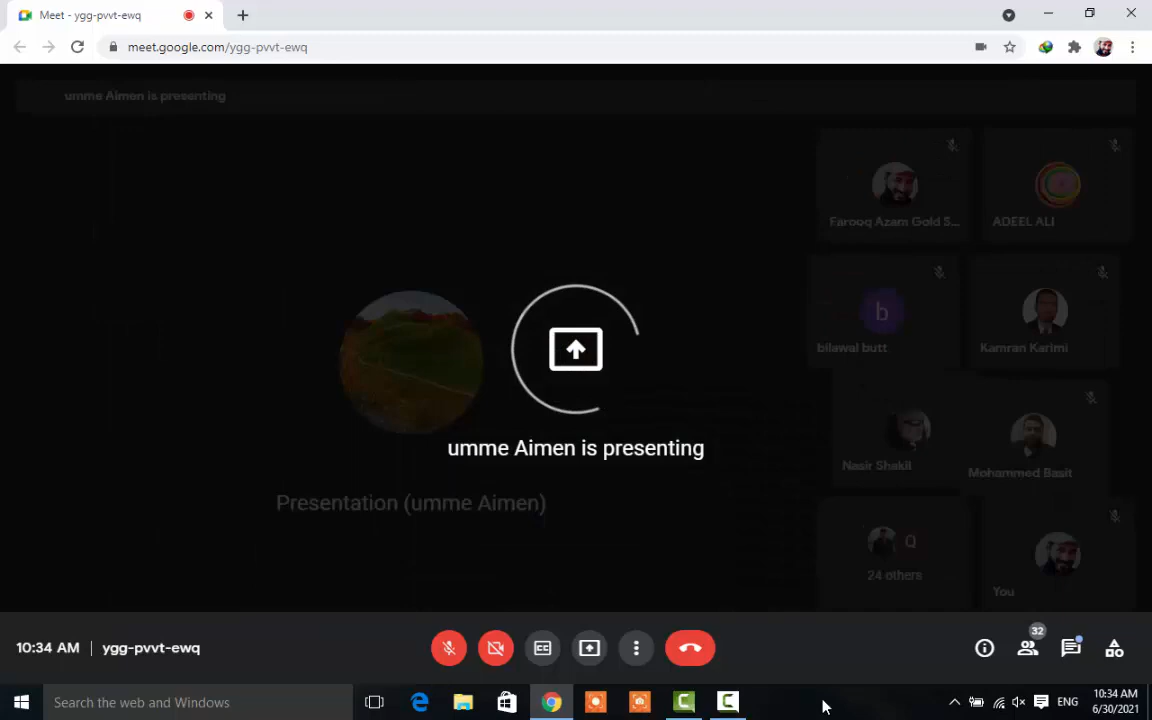 Meet - ygg-pvvt-ewq
meet.google.com/ygg-pvvt-ewq
umme Aimen is presenting
Farooq Azam Gold S...
ADEEL ALI
b
bilawal butt
Kamran Karimi
umme Aimen is presenting
Nasir Shakil
Mohammed Basit
Presentation (umme Aimen)
Q
24 others
You
10:34 AM | ygg-pvvt-ewq
32
Search the web and Windows
ENG
10:34 AM
6/30/2021